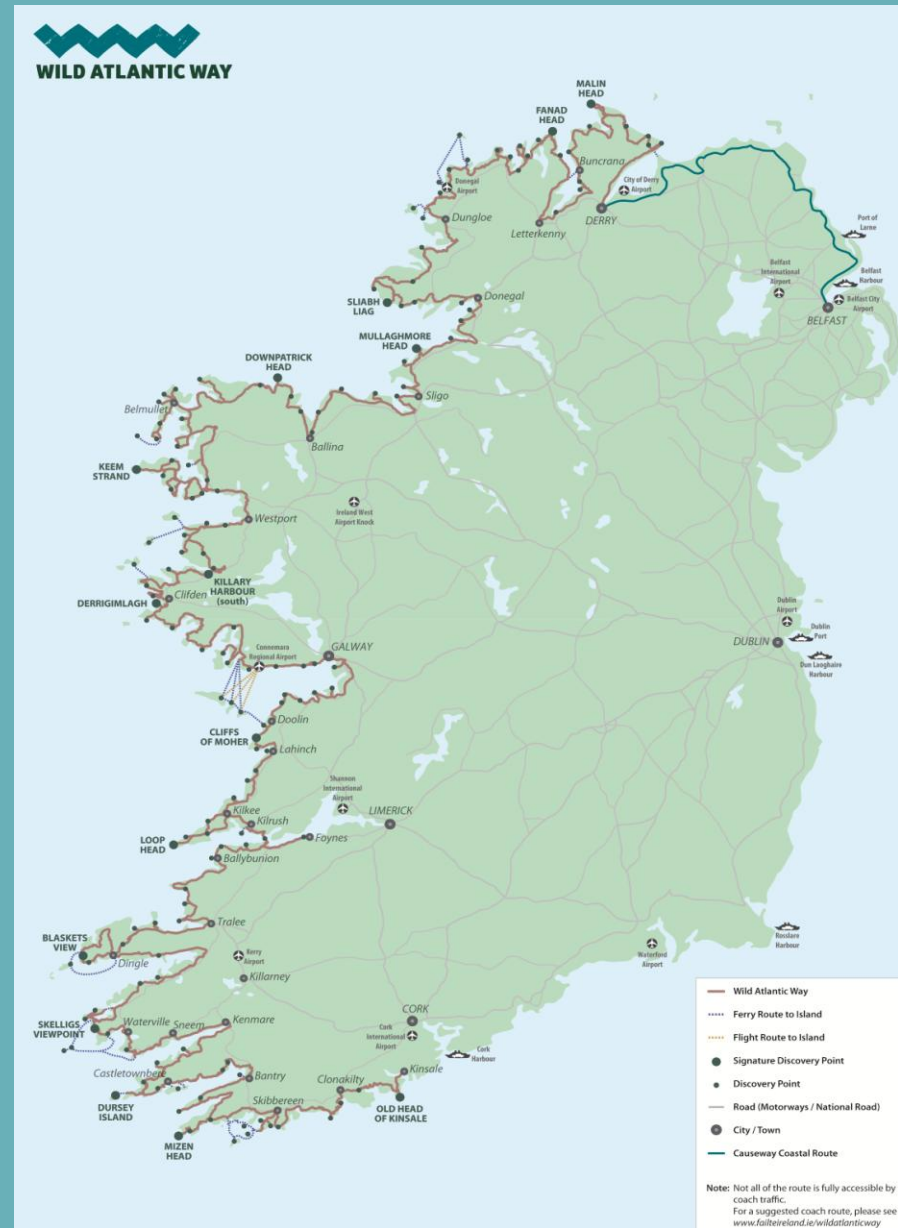 WILD ATLANTIC WAY
MALIN
HEAD
FANAD
HEAD
Buncrana
City of Derry
Airport
Donegal
Airport
Dungloe
Letterkenny
DERRY
Port of
Larne
Belfast
International
Airport
Belfast
Harbour
Belfast City
Airport
BELFAST
SLIABH
LIAG
Donegal
MULLAGHMORE
HEAD
DOWNPATRICK
HEAD
Belmullet
Sligo
Ballina
KEEM
STRAND
Ireland West
Airport Knock
Westport
KILLARY
HARBOUR
(south)
Clifden
DERRIGIMLAGH
Dublin
Airport
Dublin
Port
DUBLIN
Dun Laoghaire
Harbour
Connemara
Regional Airport
GALWAY
Doolin
CLIFFS
OF MOHER
Lahinch
Shannon
International
Airport
Kilkee
Kilrush
LIMERICK
LOOP
HEAD
Foynes
Ballybunion
Tralee
BLASKETS
VIEW
Dingle
Kerry
Airport
Killarney
Waterford
Airport
Rosslare
Harbour
SKELLIGS
VIEWPOINT
Waterville
Sneem
Kenmare
CORK
Cork
International
Airport
Cork
Harbour
Castletownbere
Bantry
Clonakilty
Kinsale
DURSEY
ISLAND
Skibbereen
OLD HEAD
OF KINSALE
MIZEN
HEAD
Wild Atlantic Way
Ferry Route to Island
Flight Route to Island
Signature Discovery Point
Discovery Point
Road (Motorways / National Road)
City / Town
Causeway Coastal Route
Note: Not all of the route is fully accessible by
coach traffic.
For a suggested coach route, please see
www.failteireland.ie/wildatlanticway